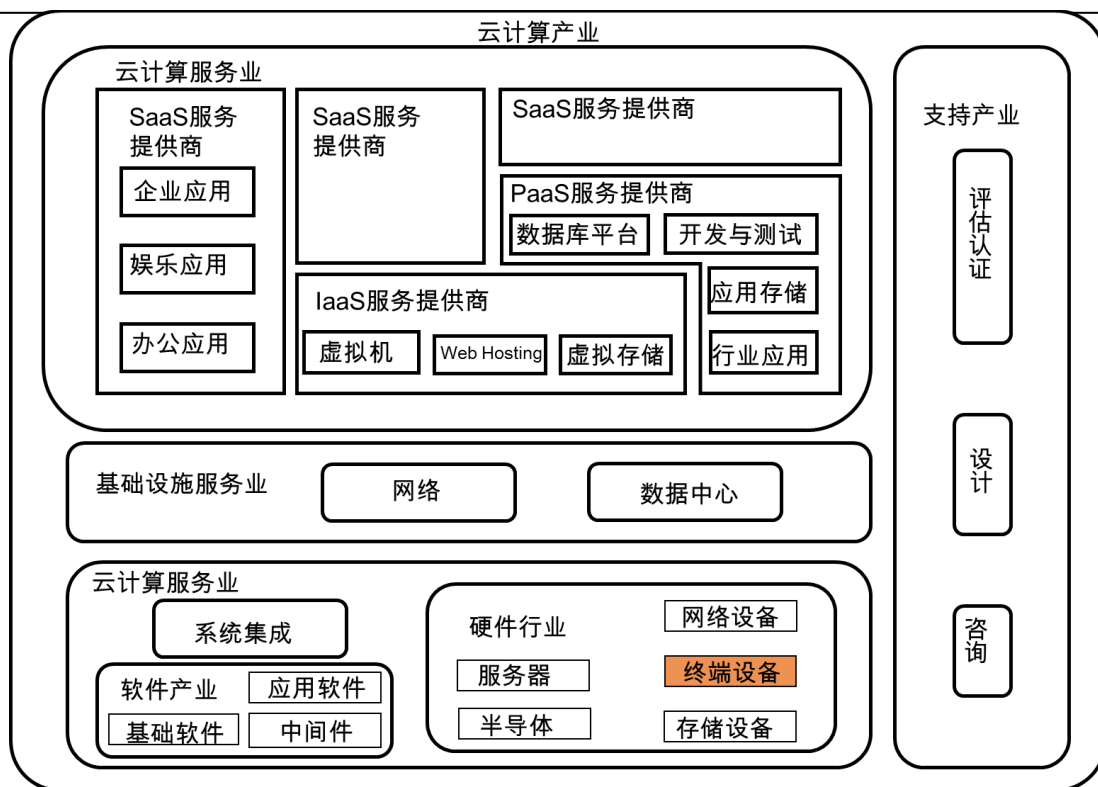 云计算产业
云计算服务业
SaaS服务
提供商
企业应用
娱乐应用
办公应用
SaaS服务
提供商
SaaS服务提供商
PaaS服务提供商
数据库平台
开发与测试
应用存储
行业应用
IaaS服务提供商
虚拟机
Web Hosting
虚拟存储
基础设施服务业
网络
数据中心
云计算服务业
系统集成
软件产业
应用软件
基础软件
中间件
硬件行业
网络设备
服务器
终端设备
半导体
存储设备
支持产业
评估认证
设计
咨询